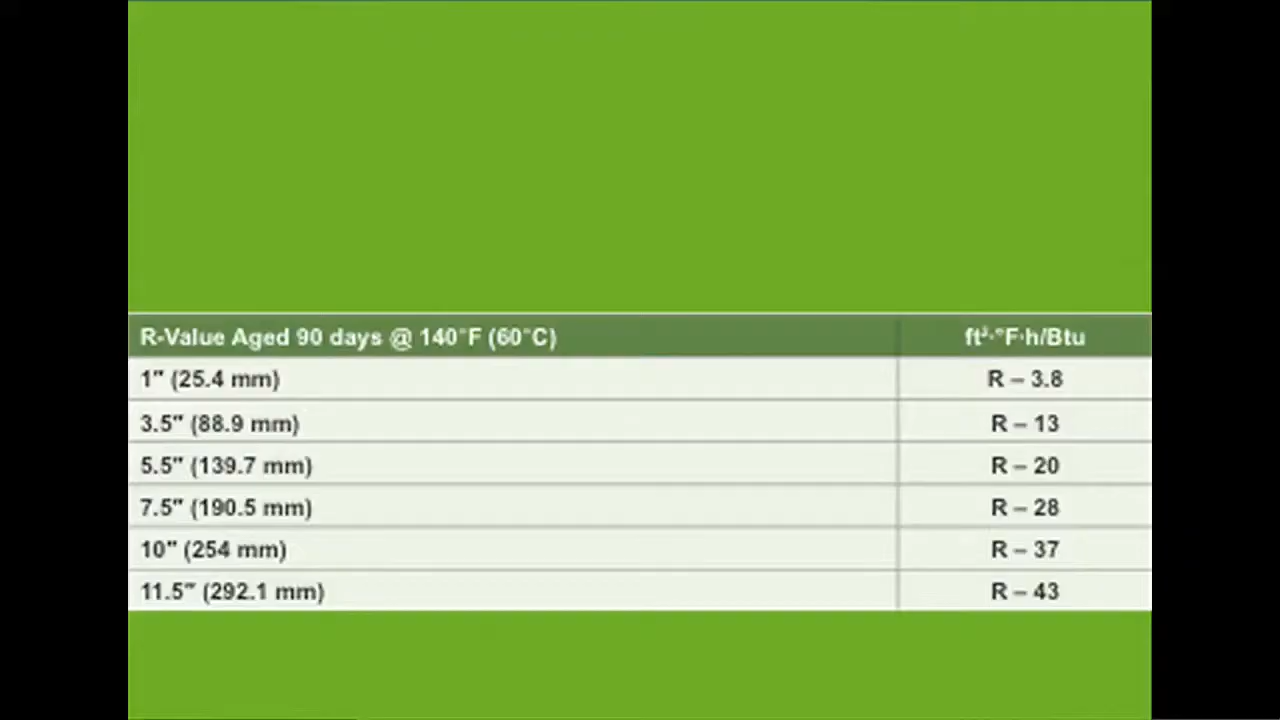 R-Value Aged 90 days @ 140°F (60°C) ft²·°F·h/Btu
1" (25.4 mm) R – 3.8
3.5" (88.9 mm) R – 13
5.5" (139.7 mm) R – 20
7.5" (190.5 mm) R – 28
10" (254 mm) R – 37
11.5" (292.1 mm) R – 43